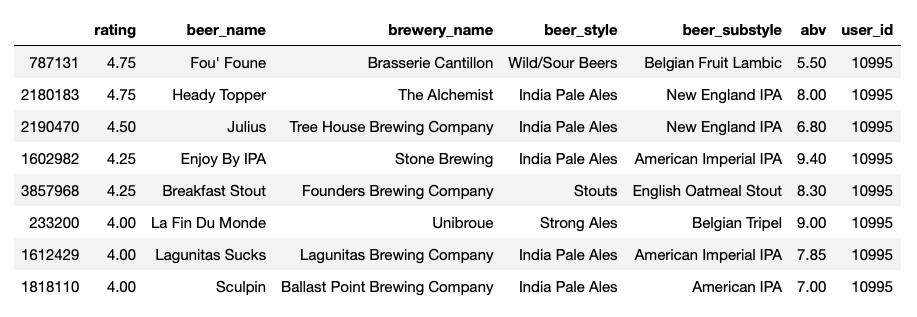 rating beer_name brewery_name beer_style beer_substyle abv user_id
787131 4.75 Fou' Foune Brasserie Cantillon Wild/Sour Beers Belgian Fruit Lambic 5.50 10995
2180183 4.75 Heady Topper The Alchemist India Pale Ales New England IPA 8.00 10995
2190470 4.50 Julius Tree House Brewing Company India Pale Ales New England IPA 6.80 10995
1602982 4.25 Enjoy By IPA Stone Brewing India Pale Ales American Imperial IPA 9.40 10995
3857968 4.25 Breakfast Stout Founders Brewing Company Stouts English Oatmeal Stout 8.30 10995
233200 4.00 La Fin Du Monde Unibroue Strong Ales Belgian Tripel 9.00 10995
1612429 4.00 Lagunitas Sucks Lagunitas Brewing Company India Pale Ales American Imperial IPA 7.85 10995
1818110 4.00 Sculpin Ballast Point Brewing Company India Pale Ales American IPA 7.00 10995